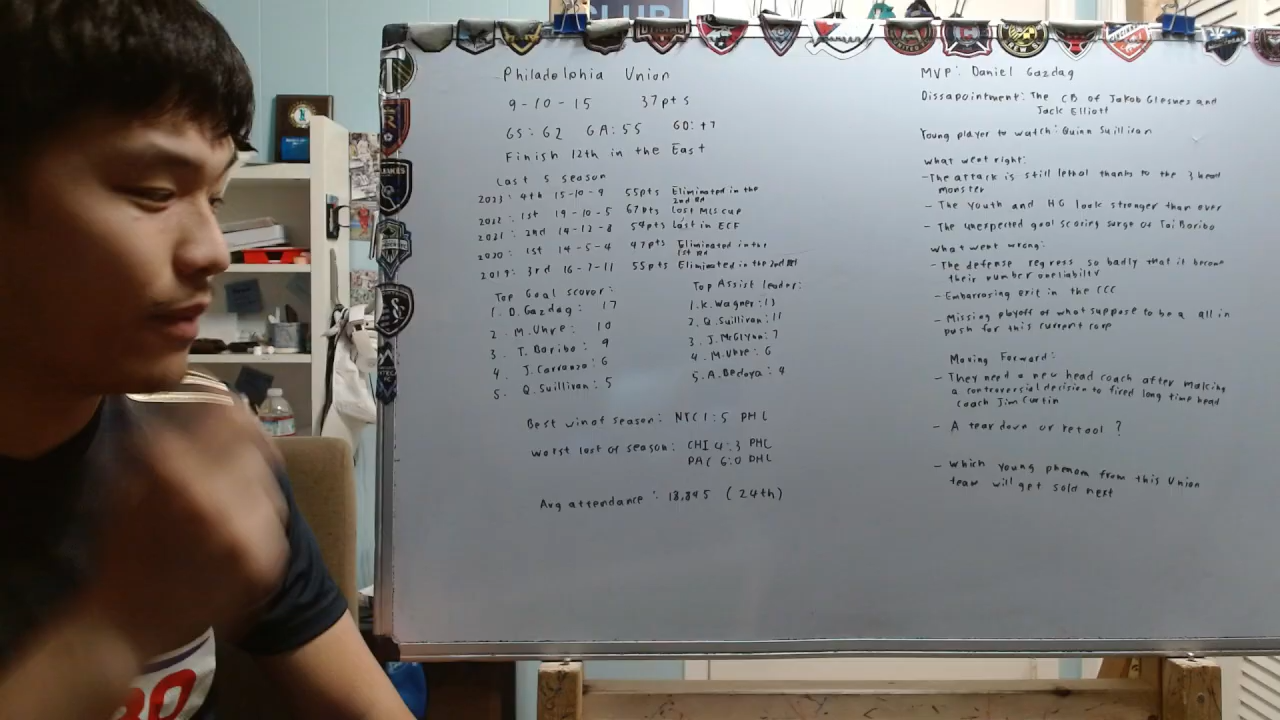 CLUB
Philadelphia Union
9-10-15 37pts
GS: 62 GA: 55 GD: +7
Finish 12th in the East
Last 5 season
2023: 4th 15-10-9 55pts Eliminated in the 2nd Rd
2022: 1st 19-10-5 67pts Lost MLS cup
2021: 2nd 14-12-8 54pts Last in ECF
2020: 1st 14-5-4 47pts Eliminated in the 1st Rd
2019: 3rd 16-7-11 55pts Eliminated in the 2nd Rd
Top Goal scorer:
1. D. Gazdag: 17
2. M. Uhre: 10
3. T. Baribo: 9
4. J. Carranza: 6
5. Q. Suillivan: 5
Top Assist leader:
1. K. Wagner: 13
2. Q. Suillivan: 11
3. J. McGlynn: 7
4. M. Uhre: 6
5. A. Bedoya: 4
Best win of season: NYC 1:5 PHL
Worst lost of season: CHI 4:3 PHL
PAC 6:0 PHL
Avg attendance: 18,845 (24th)
MVP: Daniel Gazdag
Dissapointment: The CB of Jakob Glesnes and
Jack Elliott
Young player to watch: Quinn Suillivan
What went right:
- The attack is still lethal thanks to the 3 head
monster
- The youth and HG look stronger than ever
- The unexpected goal scoring surge of Tai Baribo
What went wrong:
- The defense regress so badly that it become
their number one liability
- Embarrosing exit in the CCC
- Missing playoff of what suppose to be a all in
push for this current core
Moving Forward:
- They need a new head coach after making
a controversial decision to fired long time head
coach Jim Curtin
- A tear down or retool?
- Which young phenom from this Union
team will get sold next